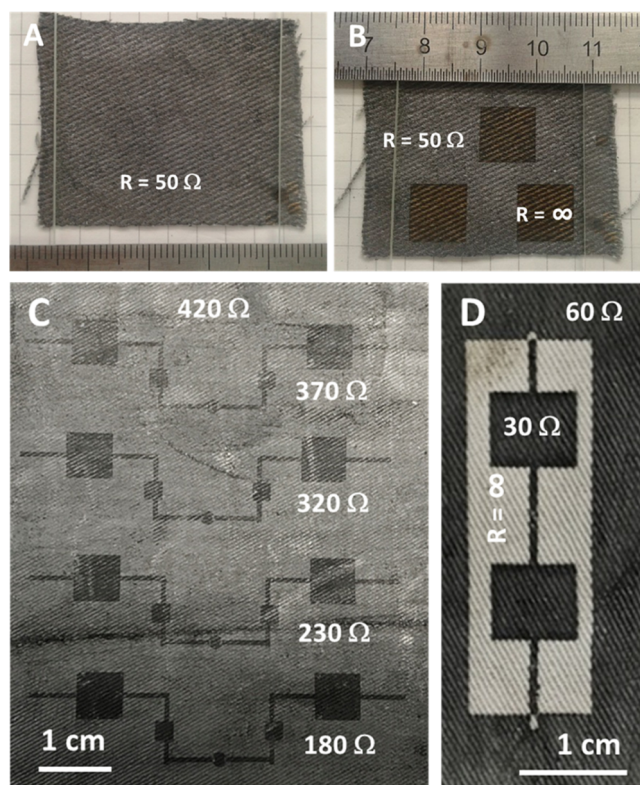 A
R = 50 Ω
B
7 8 9 10 11
R = 50 Ω
R = ∞
C
420 Ω
370 Ω
320 Ω
230 Ω
180 Ω
1 cm
D
60 Ω
30 Ω
R = ∞
1 cm